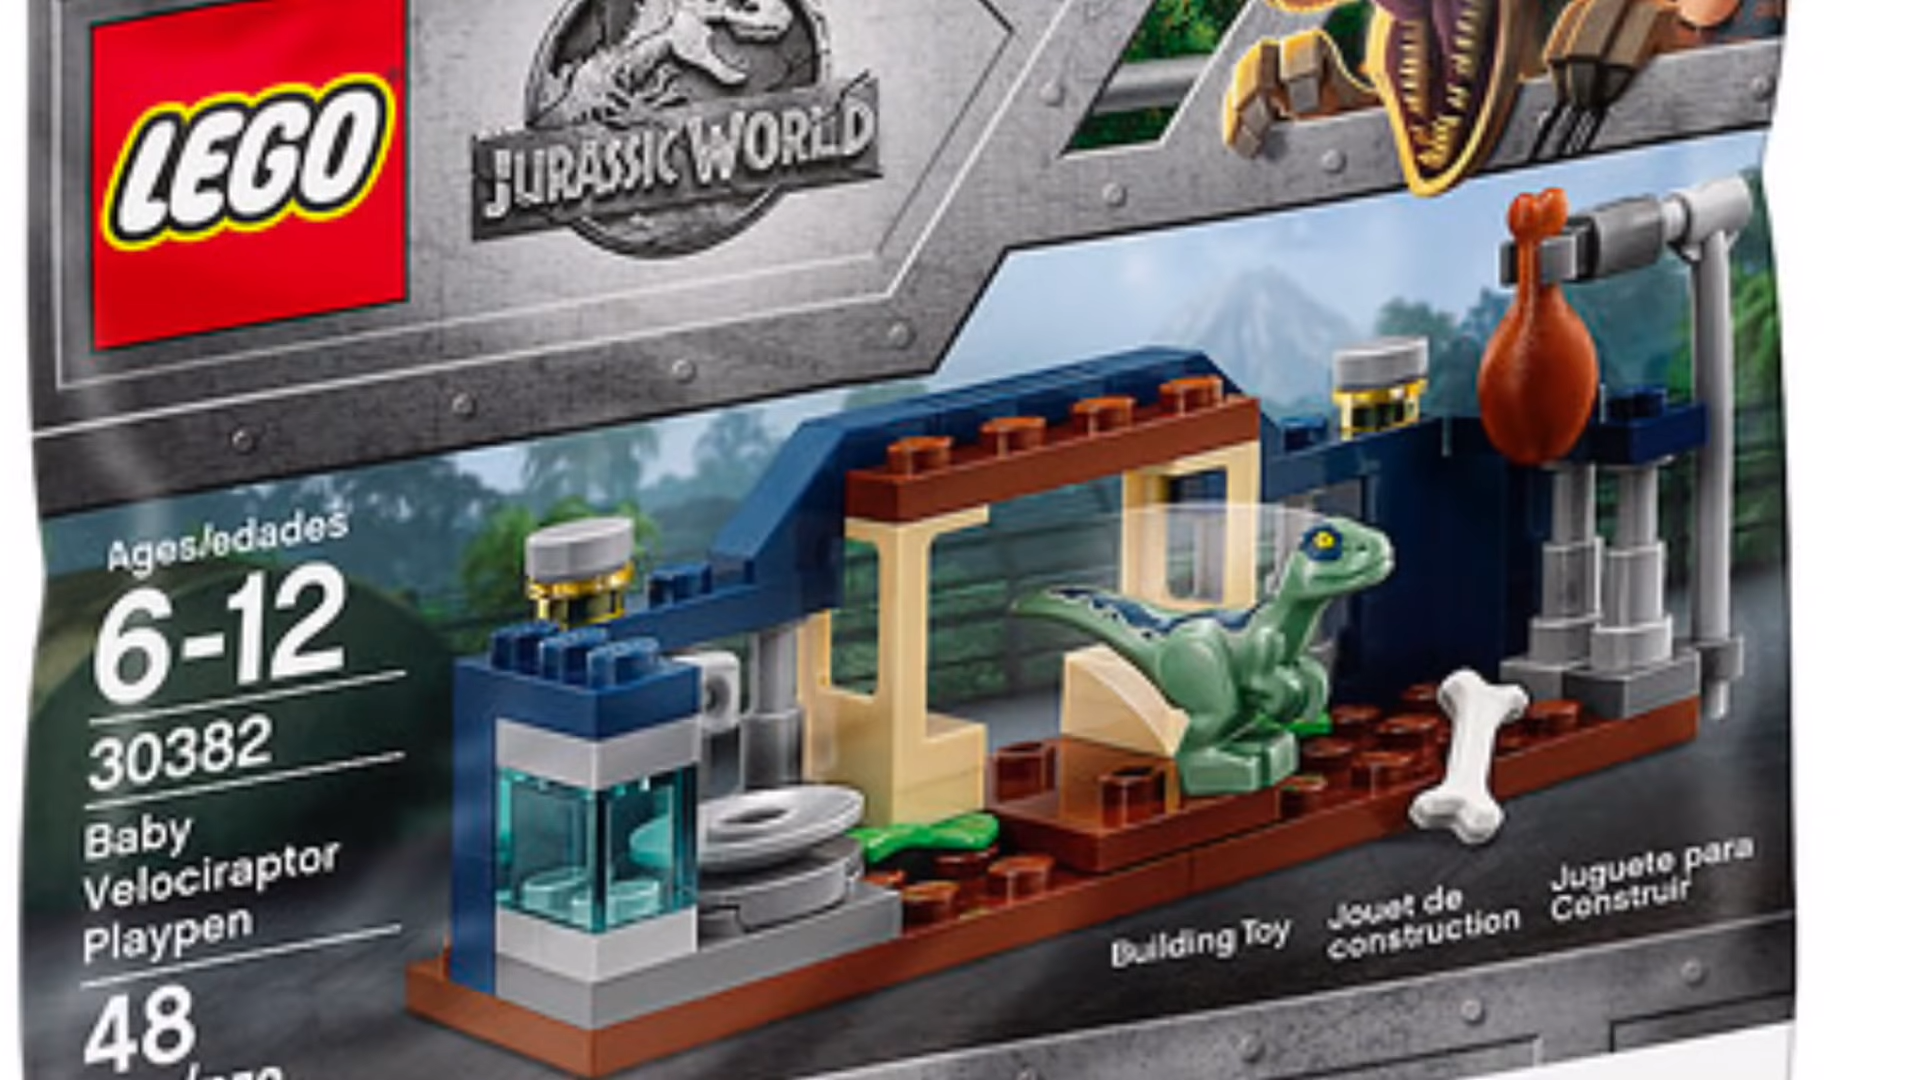 LEGO
JURASSIC WORLD
Ages/edades
6-12
30382
Baby
Velociraptor
Playpen
48
Building Toy
Jouet de
construction
Juguete para
Construir